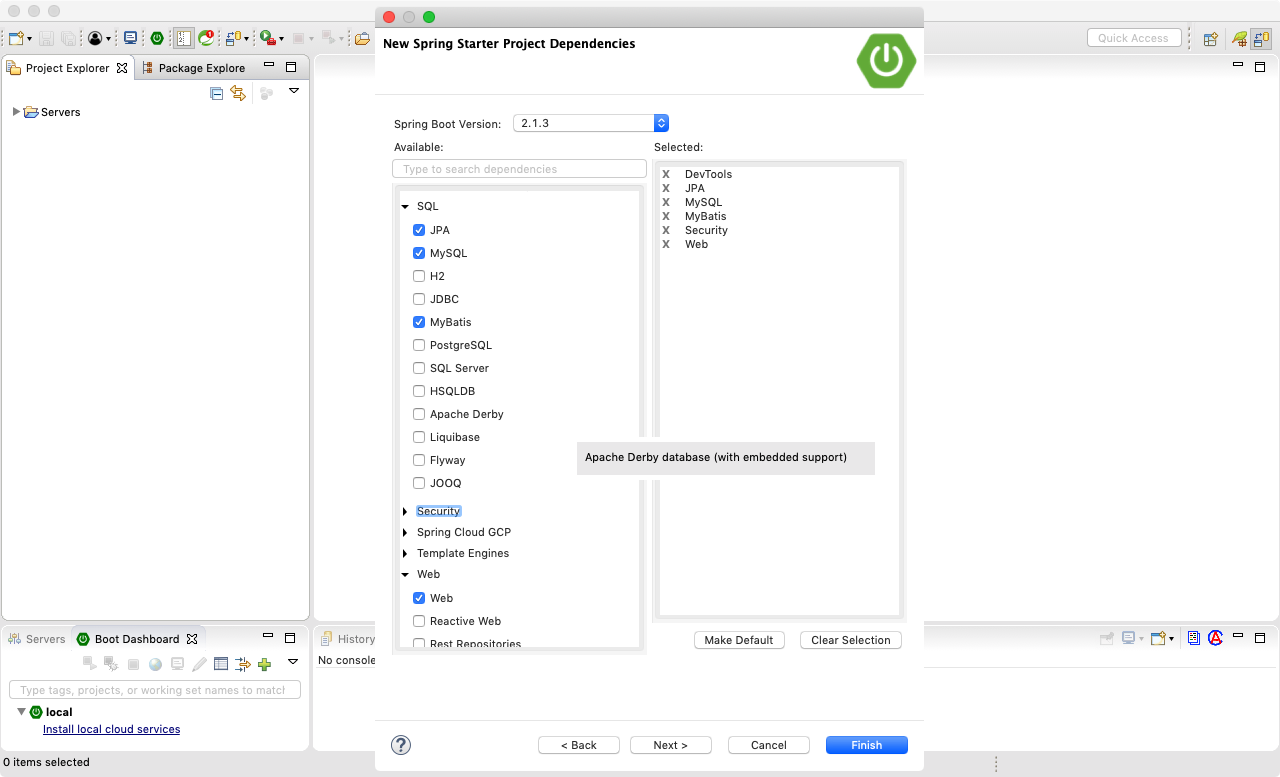 New Spring Starter Project Dependencies
Quick Access
Project Explorer
Package Explore
Servers
Spring Boot Version:
2.1.3
Available:
Type to search dependencies
SQL
JPA
MySQL
H2
JDBC
MyBatis
PostgreSQL
SQL Server
HSQLDB
Apache Derby
Liquibase
Flyway
JOOQ
Security
Spring Cloud GCP
Template Engines
Web
Web
Reactive Web
Rest Repositories
Selected:
X DevTools
X JPA
X MySQL
X MyBatis
X Security
X Web
Apache Derby database (with embedded support)
Make Default
Clear Selection
Servers
Boot Dashboard
Type tags, projects, or working set names to match
local
Install local cloud services
History
No console
? < Back Next > Cancel Finish
0 items selected